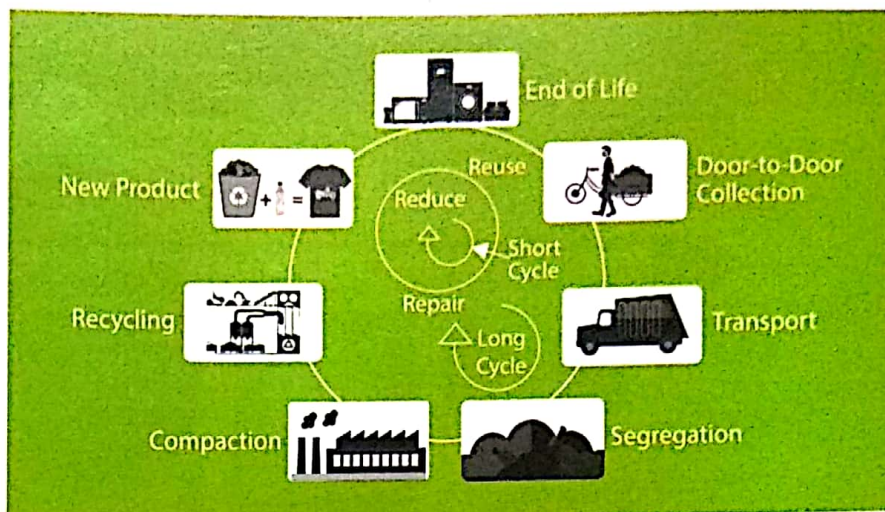 End of Life
Door-to-Door
Collection
Transport
Segregation
Compaction
Recycling
New Product
Reuse
Reduce
Short
Cycle
Repair
Long
Cycle
+
=